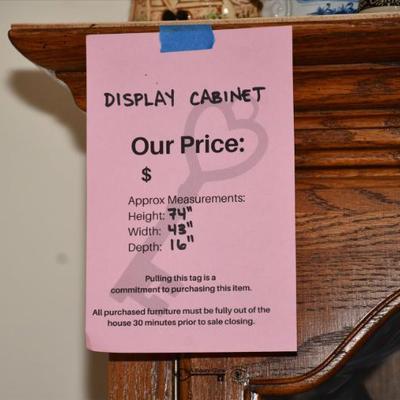 DISPLAY CABINET
Our Price:
$
Approx Measurements:
Height: 74"
Width: 43"
Depth: 16"
Pulling this tag is a
commitment to purchasing this item.
All purchased furniture must be fully out of the
house 30 minutes prior to sale closing.